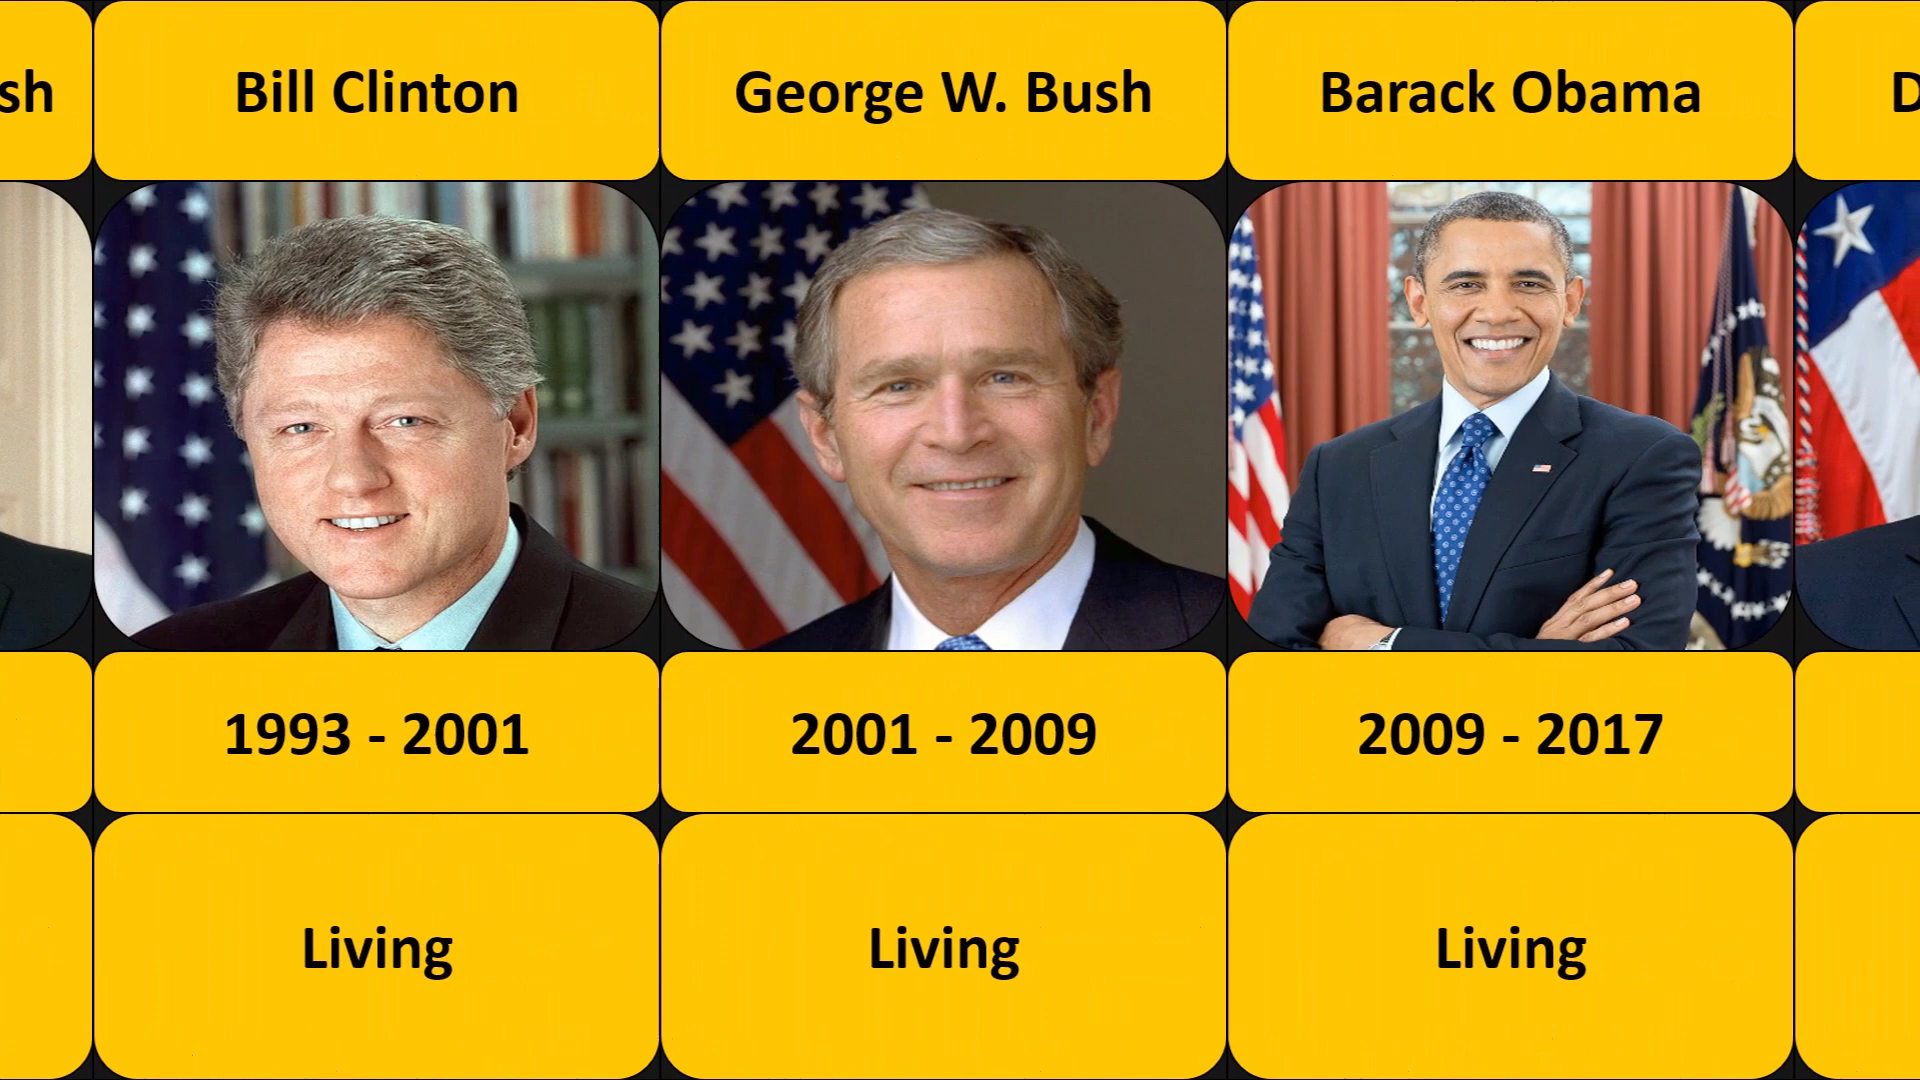 sh
Bill Clinton
George W. Bush
Barack Obama
D
1993 - 2001
2001 - 2009
2009 - 2017
Living
Living
Living